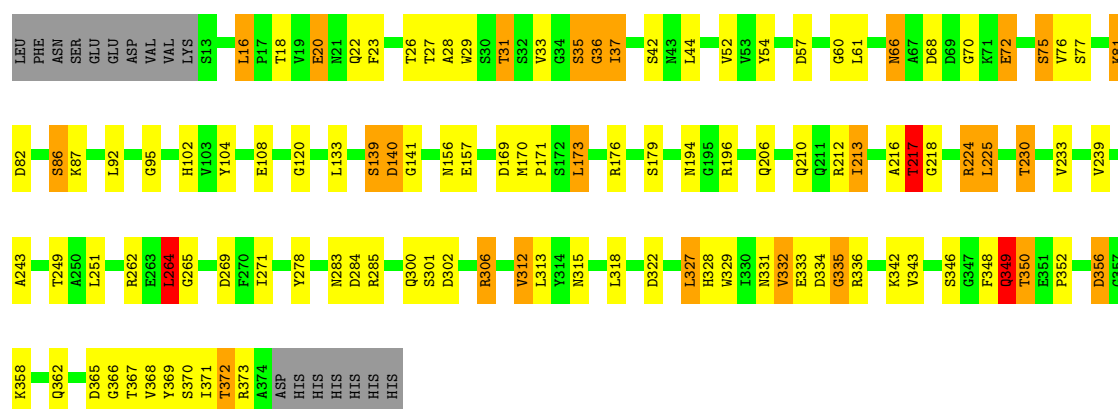 LEU PHE ASN SER GLU GLU ASP VAL VAL LYS S13 L16 P17 T18 V19 E20 N21 Q22 F23 T26 T27 A28 W29 S30 T31 S32 V33 G34 S35 G36 I37 S42 N43 L44 V52 V53 Y54 D57 G60 L61 N66 A67 D68 D69 G70 K71 E72 S75 V76 S77 K81
D82 S86 K87 L92 G95 H102 V103 Y104 E108 G120 L133 S139 D140 G141 N156 E157 D169 M170 P171 S172 L173 R176 S179 N194 G195 R196 Q206 Q210 Q211 R212 I213 A216 T217 G218 R224 L225 T230 V233 V239
A243 T249 A250 L251 R262 E263 L264 G265 D269 F270 I271 Y278 N283 D284 R285 Q300 S301 D302 R306 V312 L313 Y314 N315 L318 D322 L327 H328 W329 I330 N331 V332 E333 D334 G335 R336 K342 V343 S346 G347 F348 Q349 T350 E351 P352 D356 G357
K358 Q362 D365 G366 T367 V368 Y369 S370 I371 T372 R373 A374 ASP HIS HIS HIS HIS HIS HIS